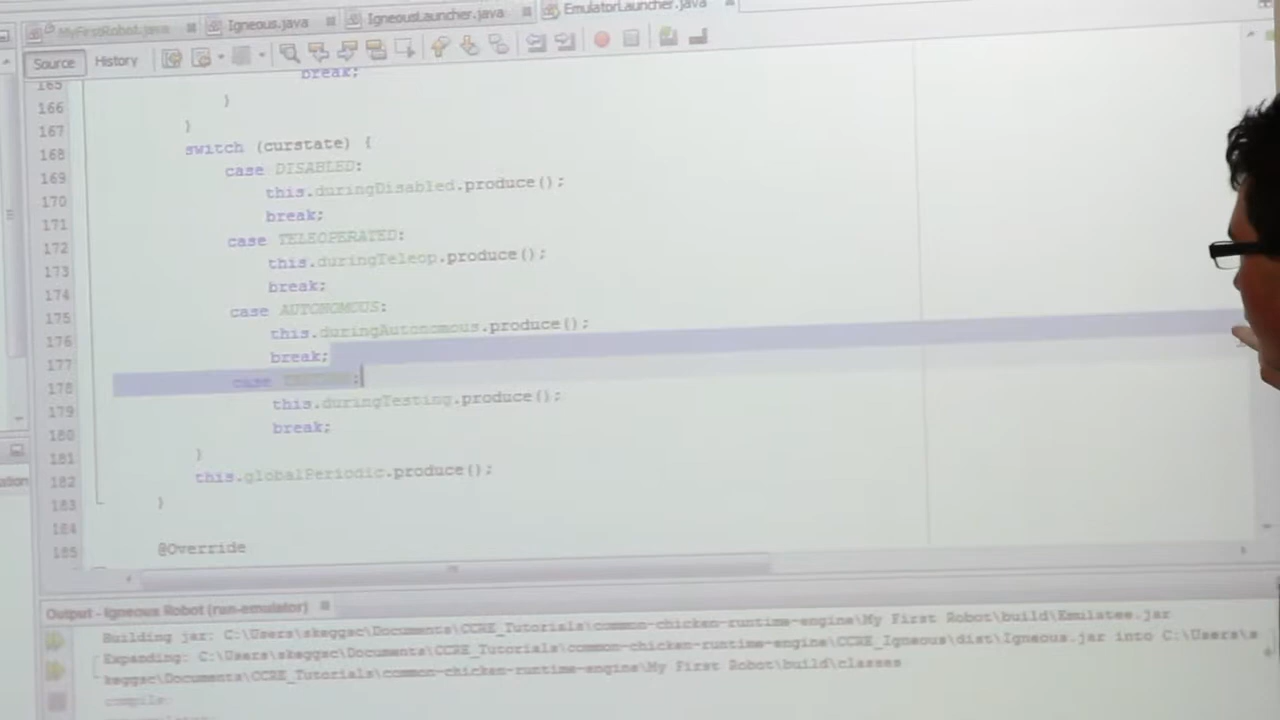 MyFirstRobot.java Igneous.java IgneousLauncher.java EmulatorLauncher.java
Source History
165 break;
166 }
167 }
168 switch (curstate) {
169 case DISABLED:
170 this.duringDisabled.produce();
171 break;
172 case TELEOPERATED:
173 this.duringTeleop.produce();
174 break;
175 case AUTONOMOUS:
176 this.duringAutonomous.produce();
177 break;
178 case :
179 this.duringTesting.produce();
180 break;
181 }
182 this.globalPeriodic.produce();
183 }
184
185 @Override
Output - Igneous Robot (run-emulator)
Building jar: C:\Users\skeggsc\Documents\CCRE_Tutorials\common-chicken-runtime-engine\My First Robot\build\Emulatee.jar
Expanding: C:\Users\skeggsc\Documents\CCRE_Tutorials\common-chicken-runtime-engine\CCRE_Igneous\dist\Igneous.jar into C:\Users\s
keggsc\Documents\CCRE_Tutorials\common-chicken-runtime-engine\My First Robot\build\classes
compile: